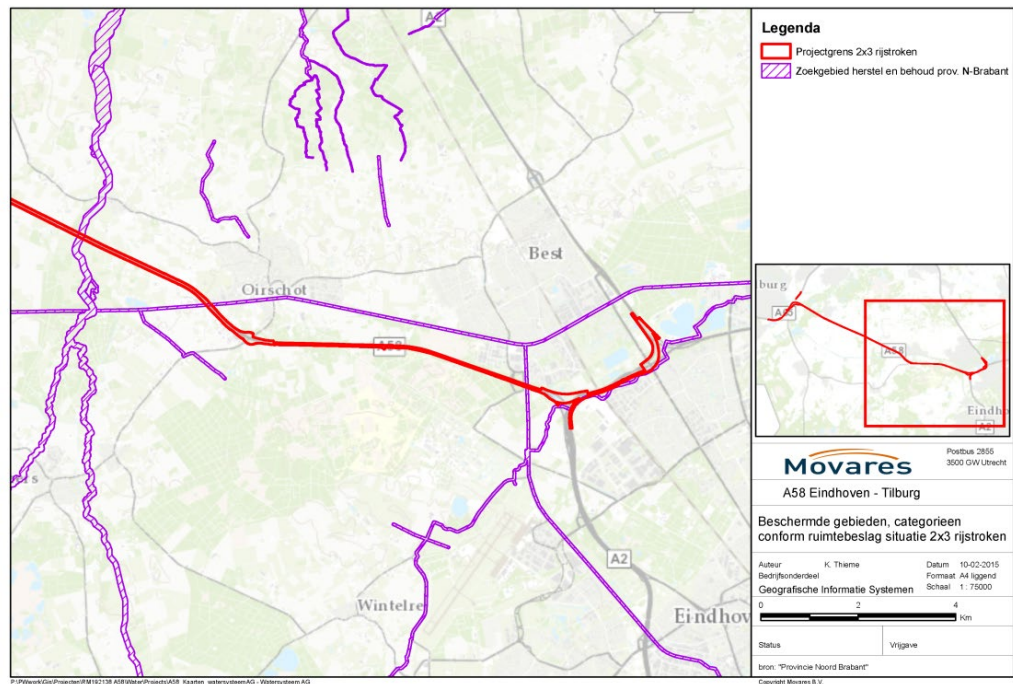 A2
Best
Oirschot
A58
ers
A2
Wintelre
Eindhov
Legenda
Projectgrens 2x3 rijstroken
Zoekgebied herstel en behoud prov. N-Brabant
burg
A65
A58
Eindho
A2
Movares
Postbus 2855
3500 GW Utrecht
A58 Eindhoven - Tilburg
Beschermde gebieden, categorieen
conform ruimtebeslag situatie 2x3 rijstroken
Auteur K. Thieme Datum 10-02-2015
Bedrijfsonderdeel Formaat A4 liggend
Geografische Informatie Systemen Schaal 1 : 75000
0 2 4
Km
Status Vrijgave
bron: "Provincie Noord Brabant"
Copyright Movares B.V.